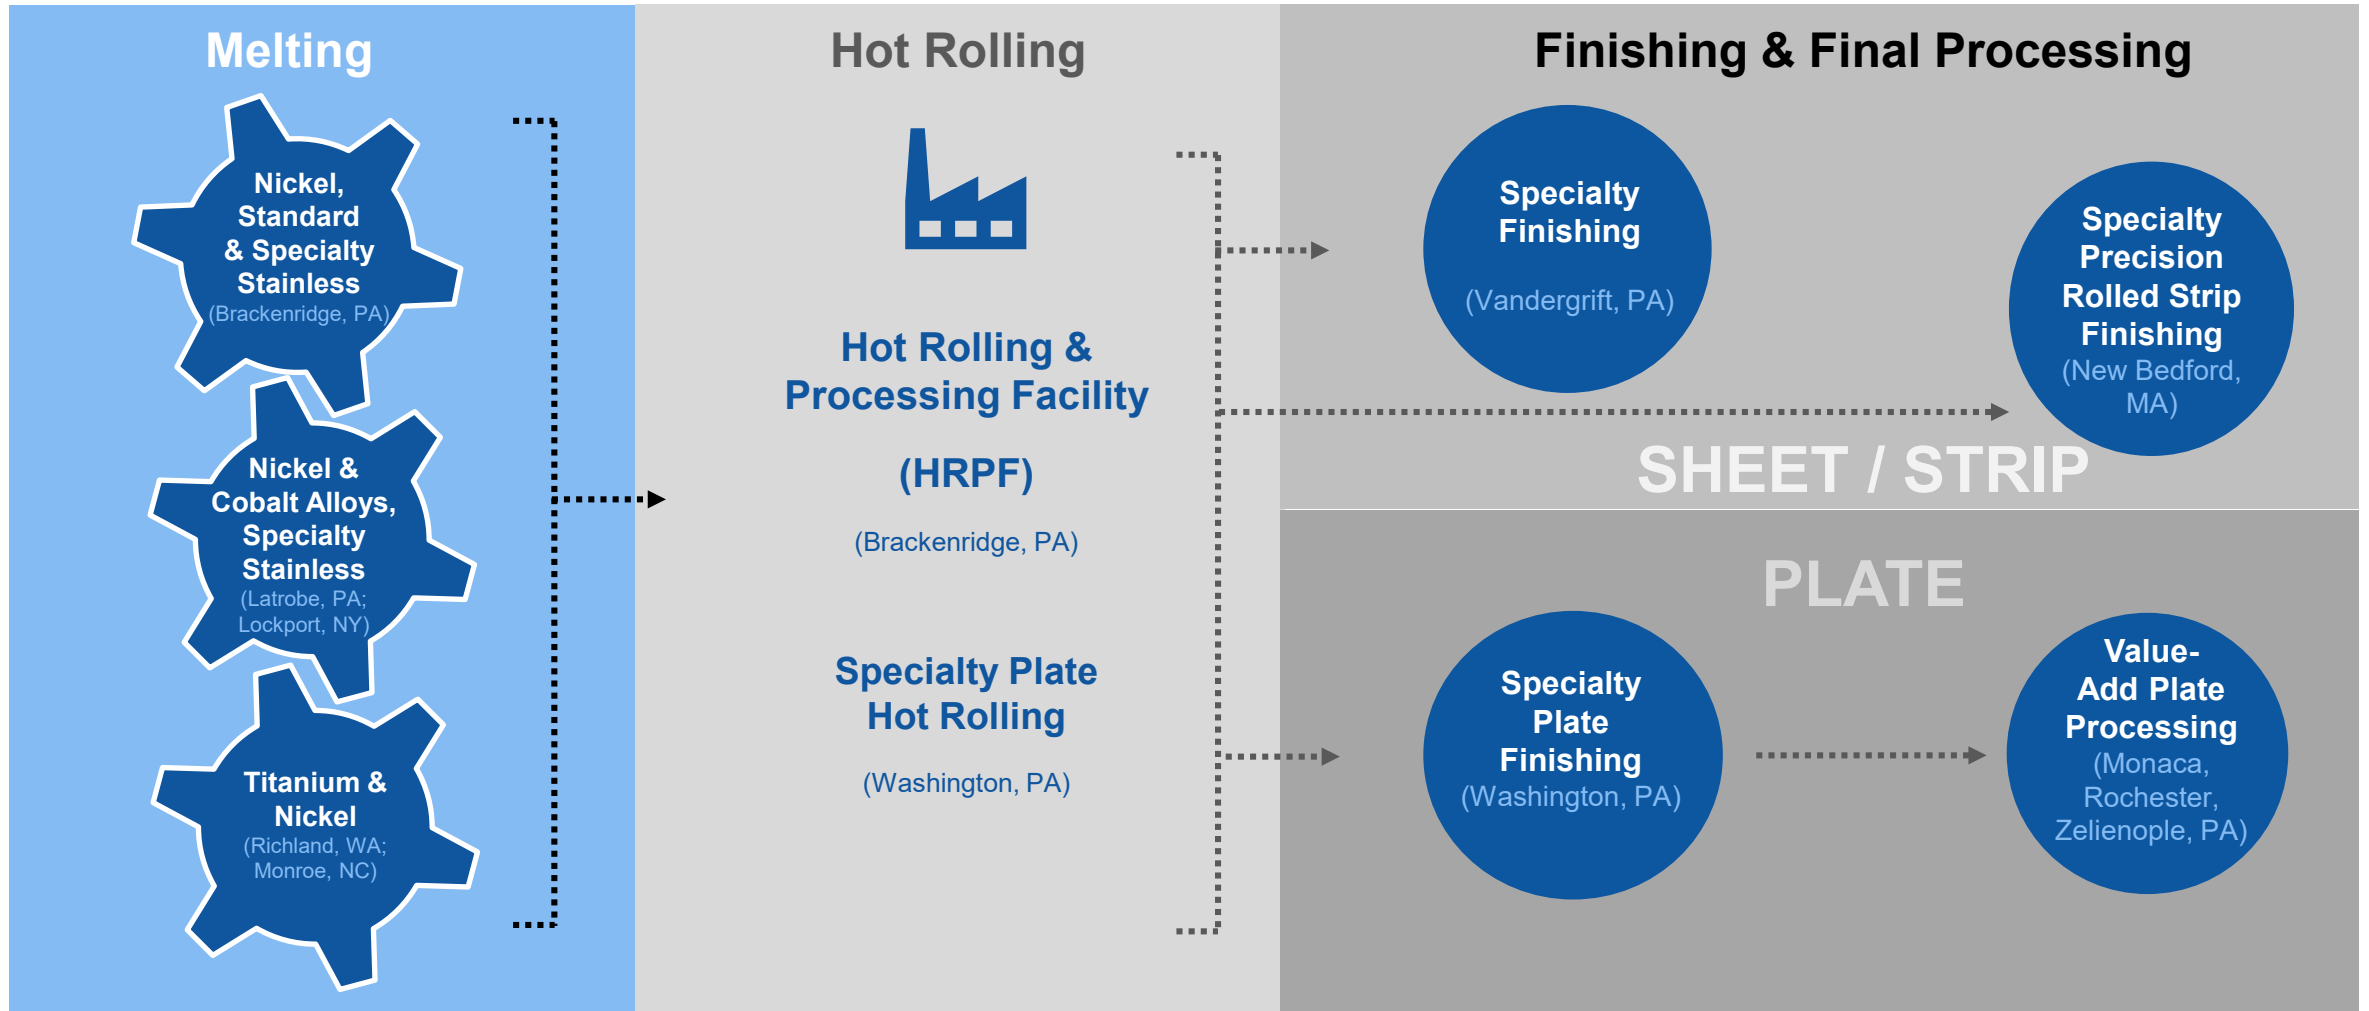 Melting
Nickel,
Standard
& Specialty
Stainless
(Brackenridge, PA)
Nickel &
Cobalt Alloys,
Specialty
Stainless
(Latrobe, PA;
Lockport, NY)
Titanium &
Nickel
(Richland, WA;
Monroe, NC)
Hot Rolling
Hot Rolling &
Processing Facility
(HRPF)
(Brackenridge, PA)
Specialty Plate
Hot Rolling
(Washington, PA)
Finishing & Final Processing
Specialty
Finishing
(Vandergrift, PA)
Specialty
Precision
Rolled Strip
Finishing
(New Bedford,
MA)
SHEET / STRIP
PLATE
Specialty
Plate
Finishing
(Washington, PA)
Value-
Add Plate
Processing
(Monaca,
Rochester,
Zelienople, PA)